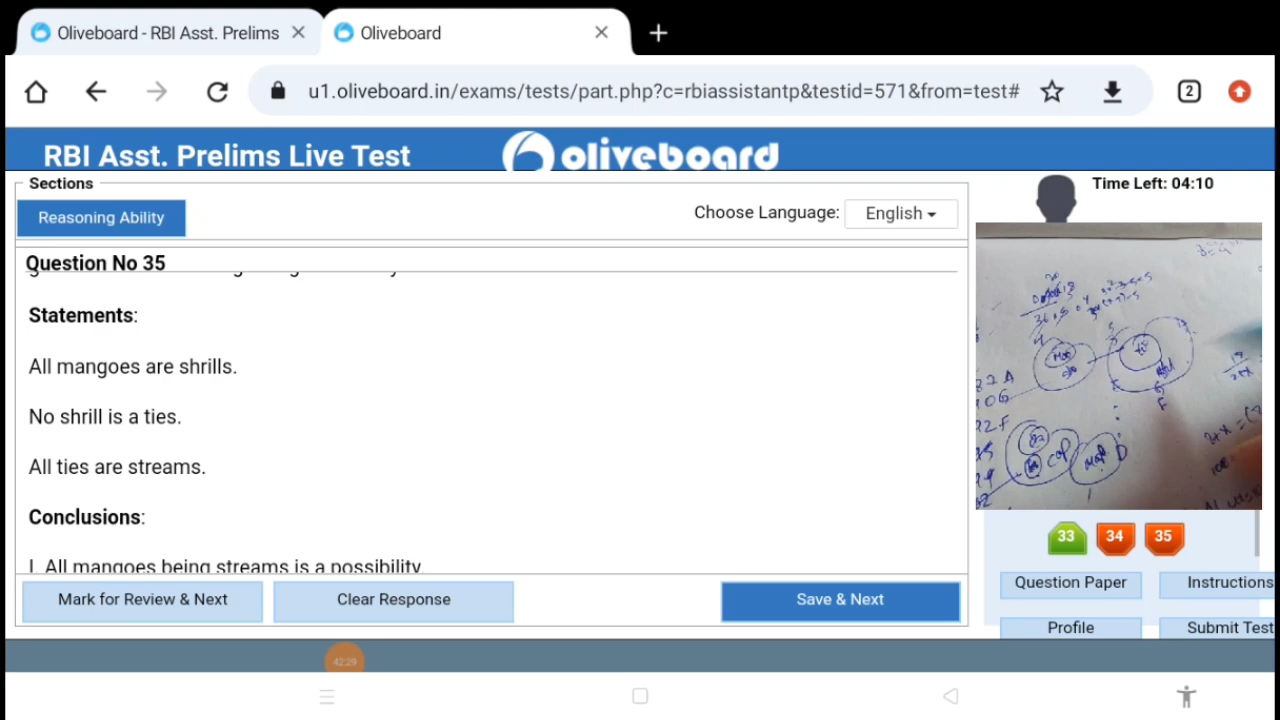 Oliveboard - RBI Asst. Prelims
Oliveboard
u1.oliveboard.in/exams/tests/part.php?c=rbiassistantp&testid=571&from=test#
2
RBI Asst. Prelims Live Test
oliveboard
Sections
Time Left: 04:10
Reasoning Ability
Choose Language:
English
Question No 35
Statements:
All mangoes are shrills.
No shrill is a ties.
All ties are streams.
Conclusions:
I. All mangoes being streams is a possibility.
33 34 35
Question Paper
Instructions
Mark for Review & Next
Clear Response
Save & Next
Profile
Submit Test
42:29